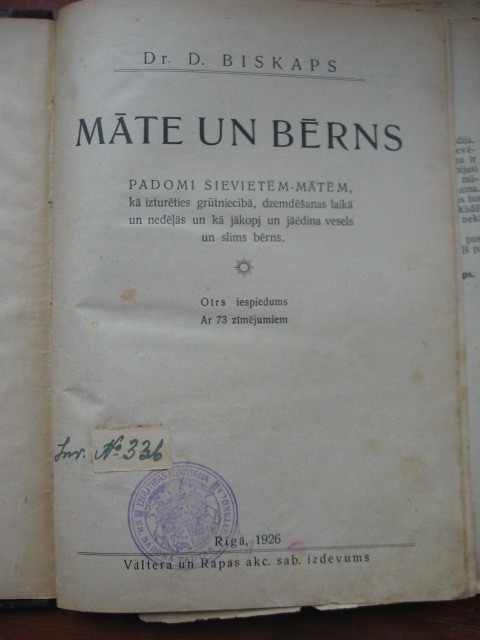 Dr. D. BISKAPS
MĀTE UN BĒRNS
PADOMI SIEVIETĒM-MĀTĒM,
kā izturēties grūtniecībā, dzemdēšanas laikā
un nedēļās un kā jākopj un jāēdina vesels
un slims bērns.
Otrs iespiedums
Ar 73 zīmējumiem
Inv. № 336
Rīgā, 1926
Valtera un Rapas akc. sab. izdevums